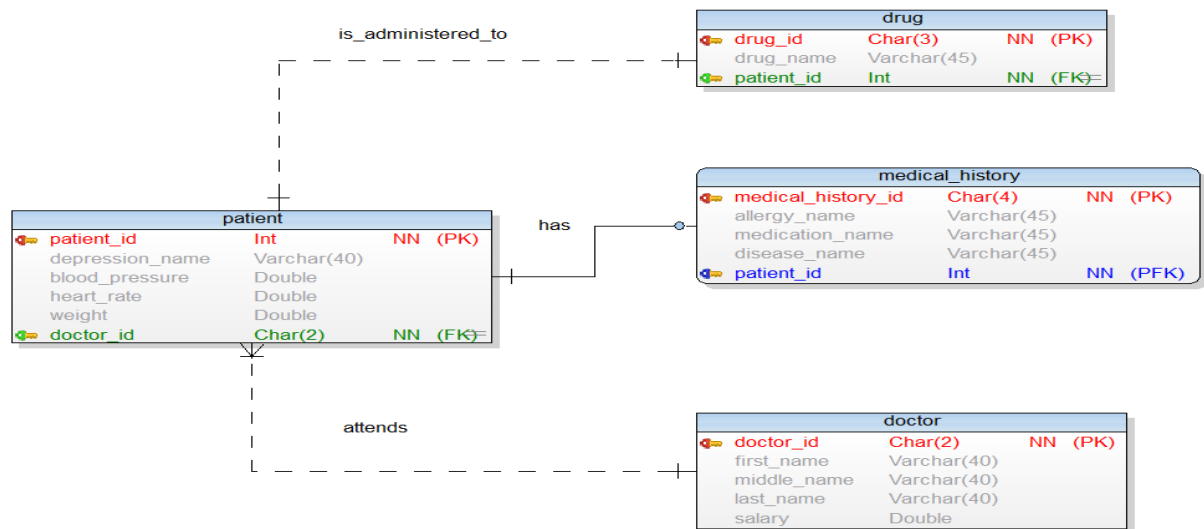 is_administered_to
drug
drug_id Char(3) NN (PK)
drug_name Varchar(45)
patient_id Int NN (FK)
medical_history
medical_history_id Char(4) NN (PK)
allergy_name Varchar(45)
medication_name Varchar(45)
disease_name Varchar(45)
patient_id Int NN (PFK)
has
patient
patient_id Int NN (PK)
depression_name Varchar(40)
blood_pressure Double
heart_rate Double
weight Double
doctor_id Char(2) NN (FK)
attends
doctor
doctor_id Char(2) NN (PK)
first_name Varchar(40)
middle_name Varchar(40)
last_name Varchar(40)
salary Double